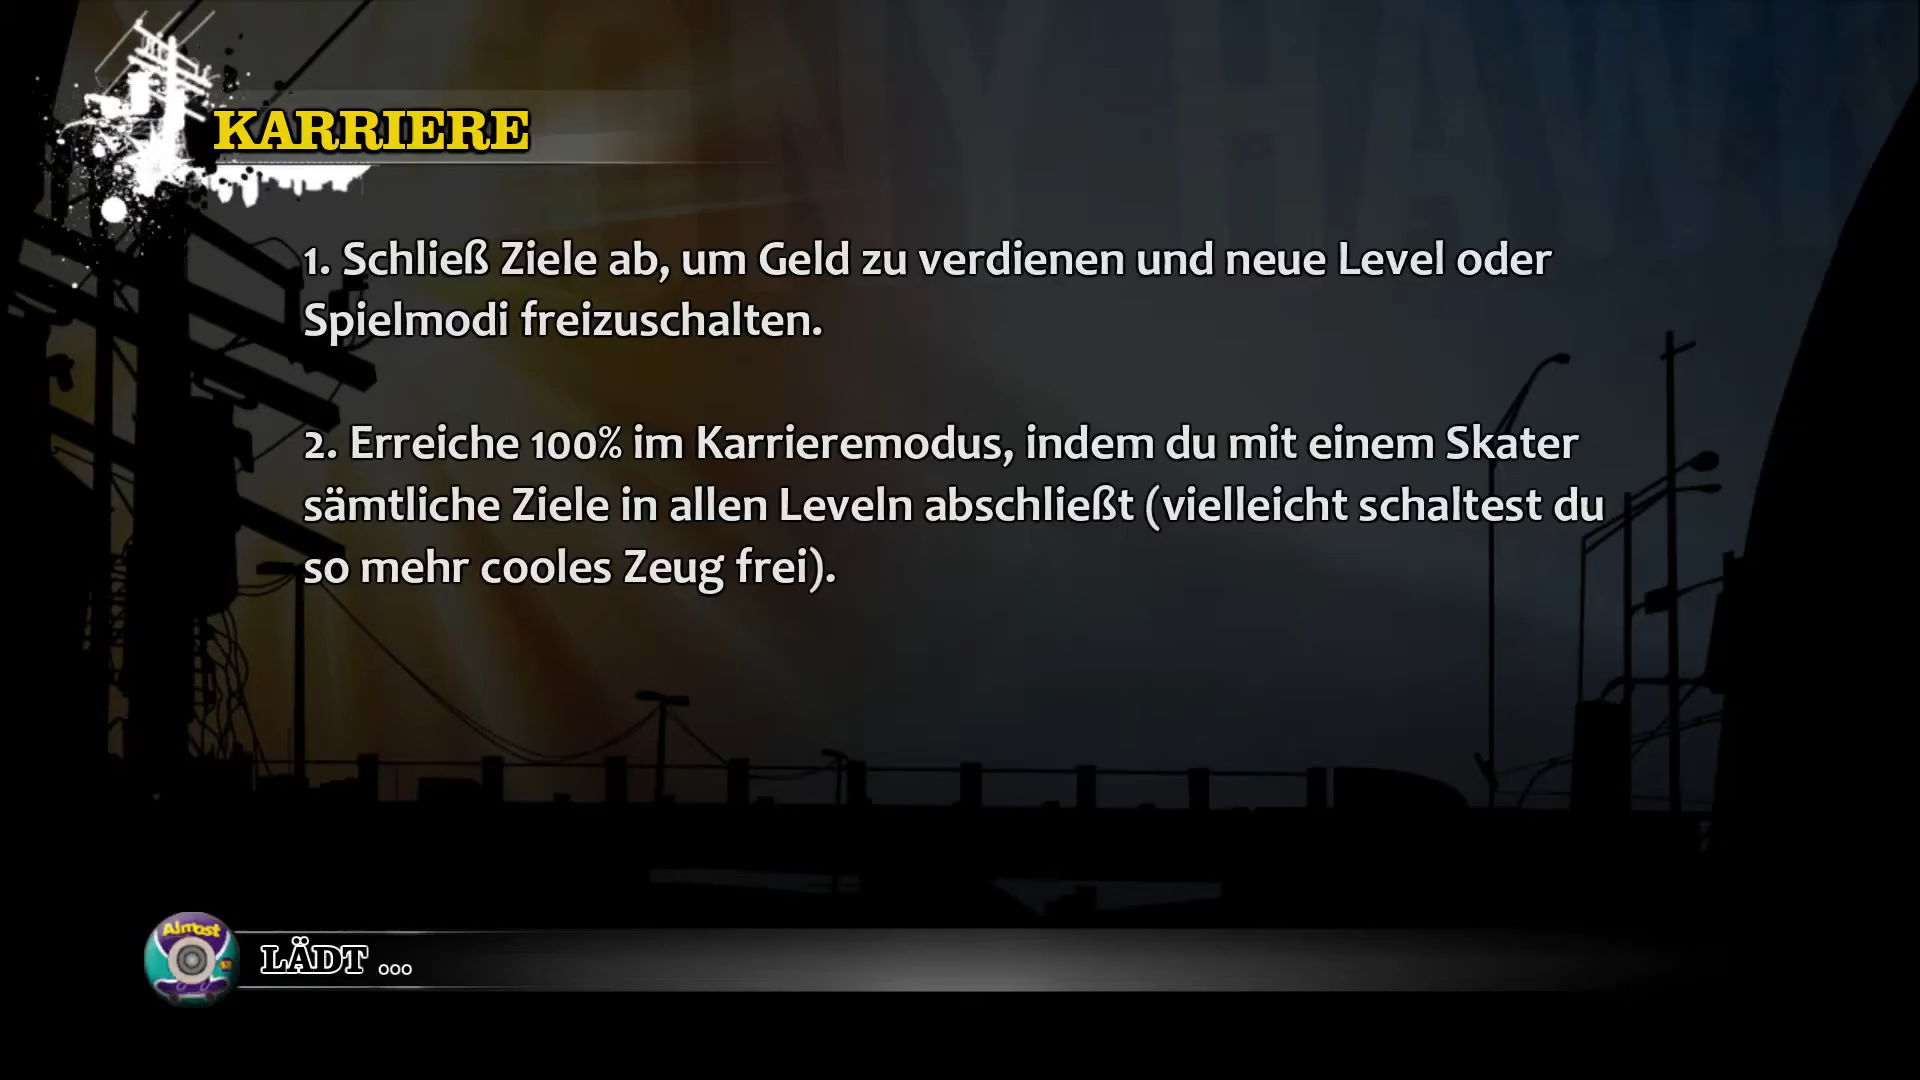 KARRIERE
1. Schließ Ziele ab, um Geld zu verdienen und neue Level oder
Spielmodi freizuschalten.
2. Erreiche 100% im Karrieremodus, indem du mit einem Skater
sämtliche Ziele in allen Leveln abschließt (vielleicht schaltest du
so mehr cooles Zeug frei).
Almost
LÄDT ...